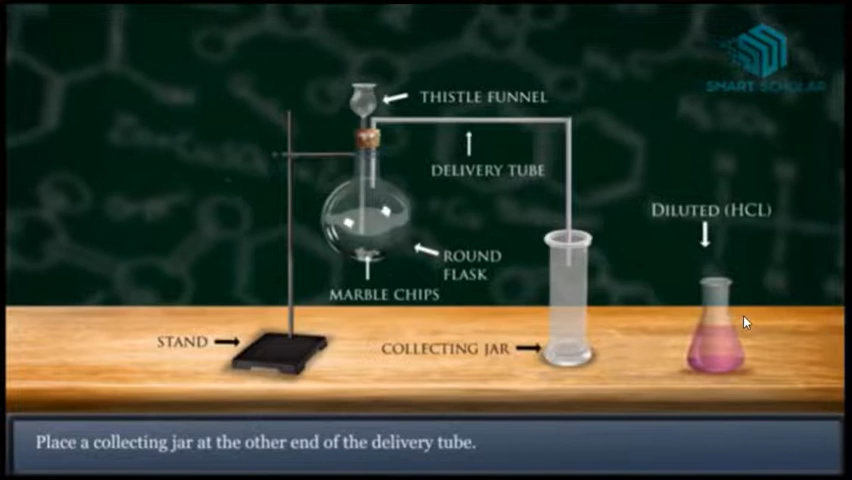 SMART SCHOLAR
THISTLE FUNNEL
DELIVERY TUBE
DILUTED (HCL)
ROUND
FLASK
MARBLE CHIPS
STAND
COLLECTING JAR
Place a collecting jar at the other end of the delivery tube.